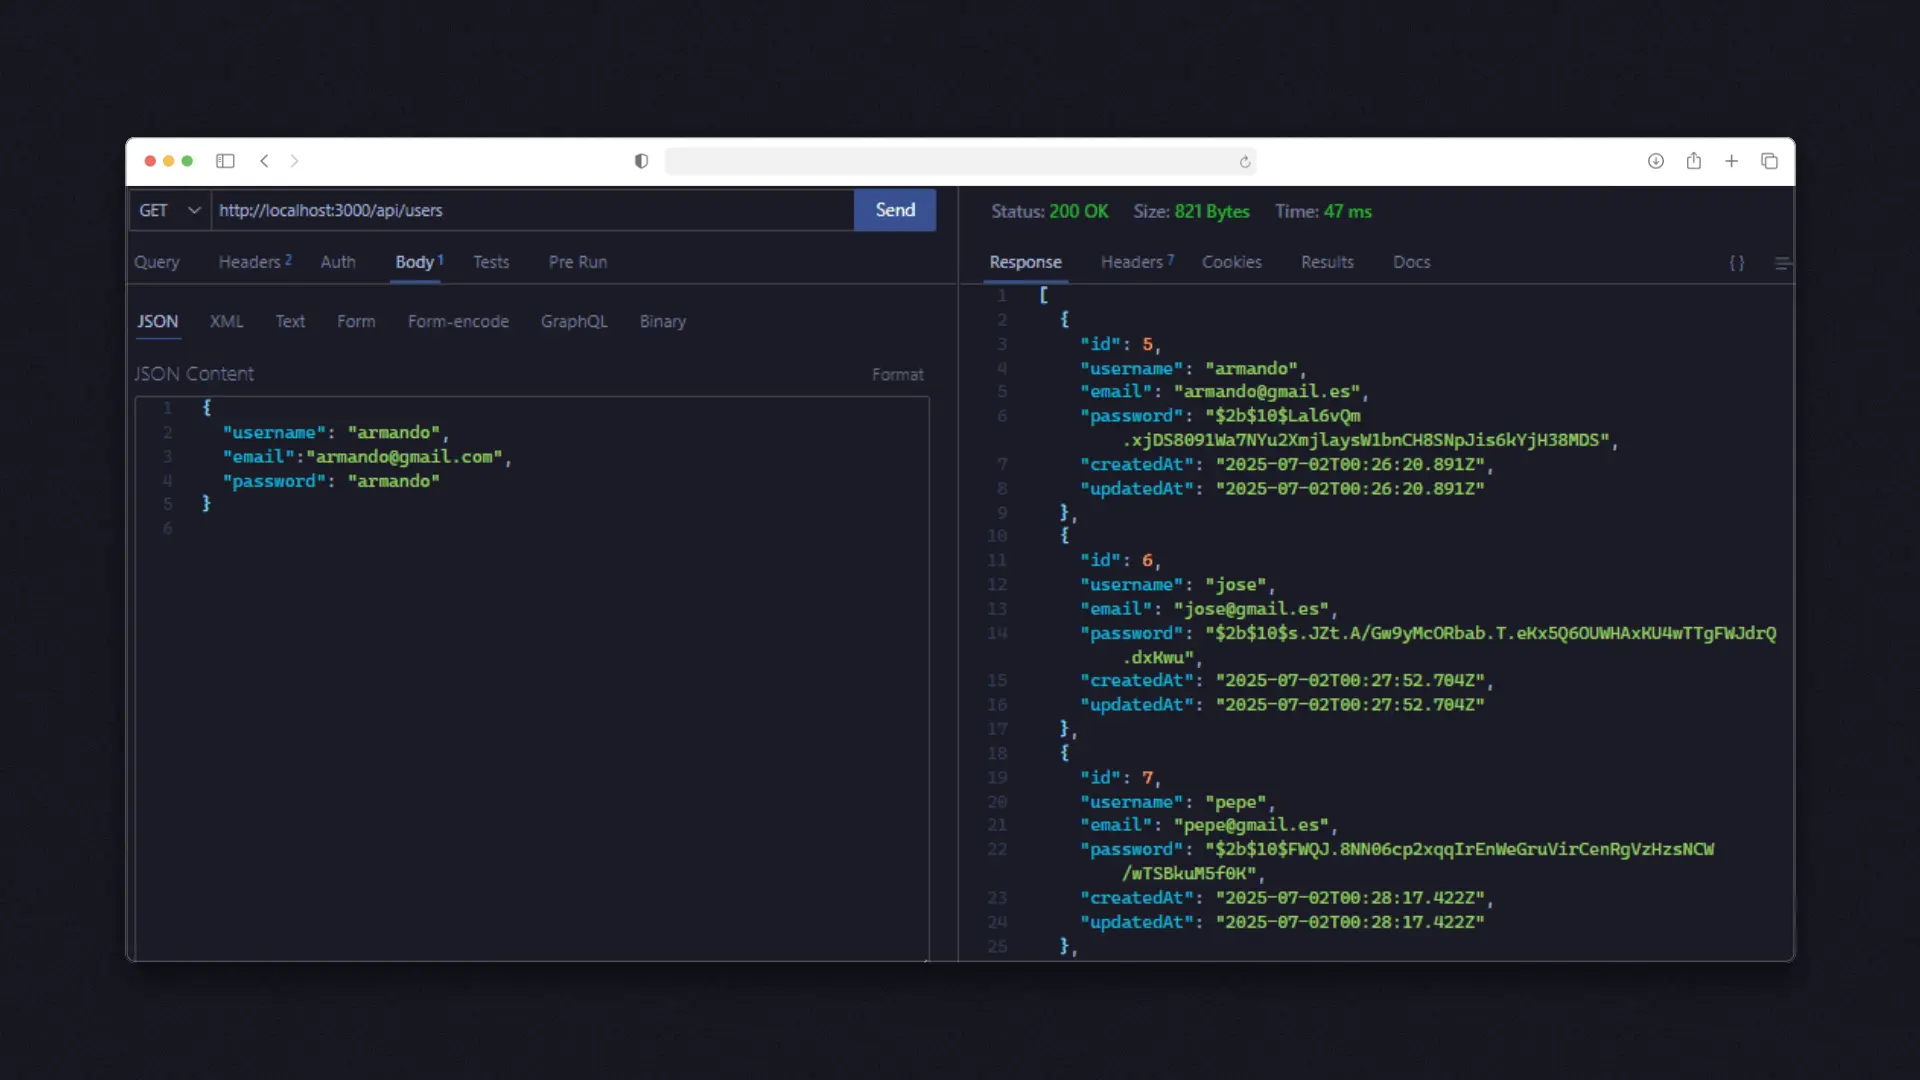 GET http://localhost:3000/api/users Send
Query Headers 2 Auth Body 1 Tests Pre Run
JSON XML Text Form Form-encode GraphQL Binary
JSON Content Format
1 {
2 "username": "armando",
3 "email":"armando@gmail.com",
4 "password": "armando"
5 }
6
Status: 200 OK Size: 821 Bytes Time: 47 ms
Response Headers 7 Cookies Results Docs {}
1 [
2 {
3 "id": 5,
4 "username": "armando",
5 "email": "armando@gmail.es",
6 "password": "$2b$10$Lal6vQm
.xjDS8091Wa7NYu2XmjlaysW1bnCH8SNpJis6kYjH38MDS",
7 "createdAt": "2025-07-02T00:26:20.891Z",
8 "updatedAt": "2025-07-02T00:26:20.891Z"
9 },
10 {
11 "id": 6,
12 "username": "jose",
13 "email": "jose@gmail.es",
14 "password": "$2b$10$s.JZt.A/Gw9yMcORbab.T.eKx5Q6OUWHAxKU4wTTgFWJdrQ
.dxKwu",
15 "createdAt": "2025-07-02T00:27:52.704Z",
16 "updatedAt": "2025-07-02T00:27:52.704Z"
17 },
18 {
19 "id": 7,
20 "username": "pepe",
21 "email": "pepe@gmail.es",
22 "password": "$2b$10$FWQJ.8NN06cp2xqqIrEnWeGruVirCenRgVzHzsNCW
/wTSBkuM5f0K",
23 "createdAt": "2025-07-02T00:28:17.422Z",
24 "updatedAt": "2025-07-02T00:28:17.422Z"
25 },